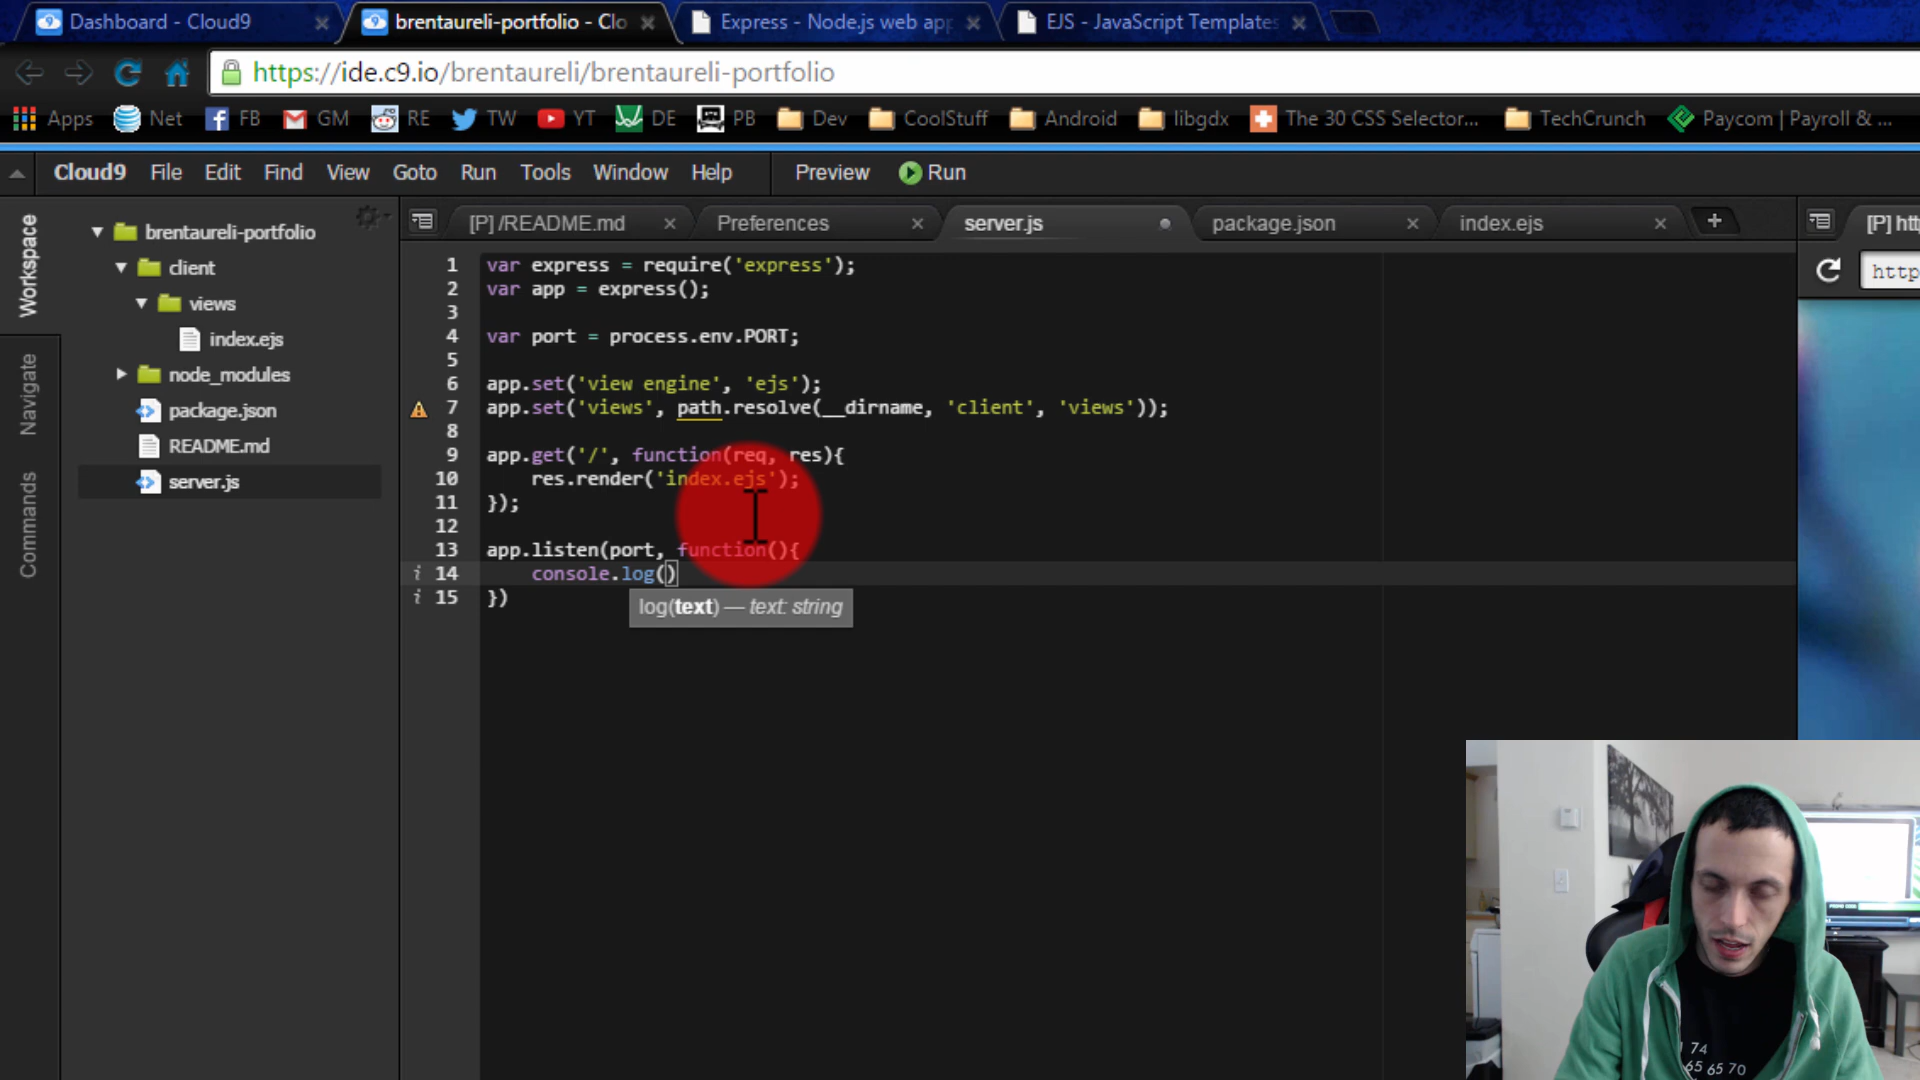 Dashboard - Cloud9
brentaureli-portfolio - Clo
Express - Node.js web app
EJS - JavaScript Templates
https://ide.c9.io/brentaureli/brentaureli-portfolio
Apps Net FB GM RE TW YT DE PB Dev CoolStuff Android libgdx The 30 CSS Selector... TechCrunch Paycom | Payroll & ...
Cloud9 File Edit Find View Goto Run Tools Window Help Preview Run
Workspace
Navigate
Commands
brentaureli-portfolio
client
views
index.ejs
node_modules
package.json
README.md
server.js
[P] /README.md Preferences server.js package.json index.ejs
[P] htt
http
1 var express = require('express');
2 var app = express();
3
4 var port = process.env.PORT;
5
6 app.set('view engine', 'ejs');
7 app.set('views', path.resolve(__dirname, 'client', 'views'));
8
9 app.get('/', function(req, res){
10 res.render('index.ejs');
11 });
12
13 app.listen(port, function(){
14 console.log()
15 })
log(text) — text: string
74
65 65 70